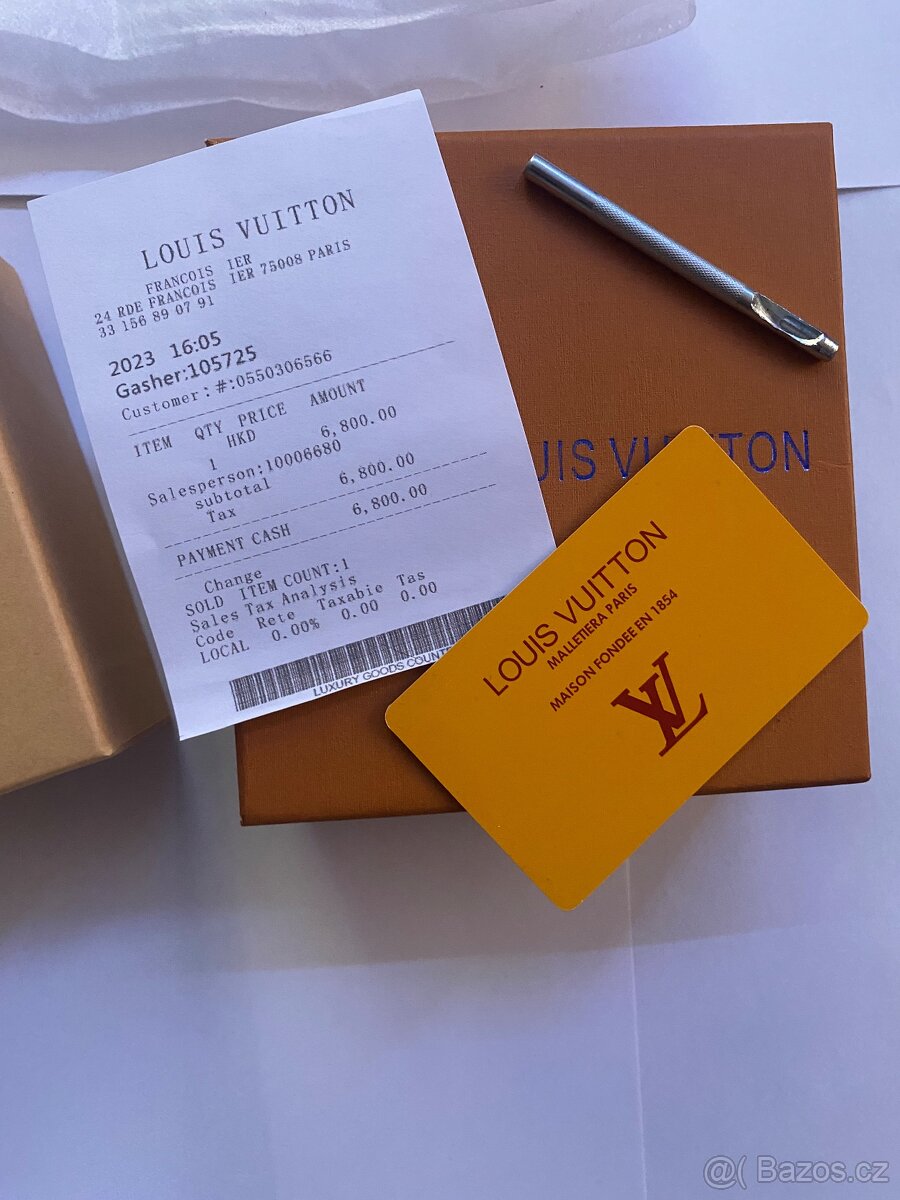 LOUIS VUITTON
FRANCOIS IER
24 RDE FRANCOIS IER 75008 PARIS
33 156 89 07 91
2023 16:05
Gasher:105725
Customer: #:0550306566
ITEM QTY PRICE AMOUNT
1 HKD 6,800.00
Salesperson:10006680
subtotal 6,800.00
Tax
PAYMENT CASH 6,800.00
Change
SOLD ITEM COUNT:1
Sales Tax Analysis
Code Rete Taxabie Tas
LOCAL 0.00% 0.00 0.00
LUXURY GOODS COUNT
UIS VUITTON
LOUIS VUITTON
MALLETIERA PARIS
MAISON FONDEE EN 1854
LV
@( Bazos.cz